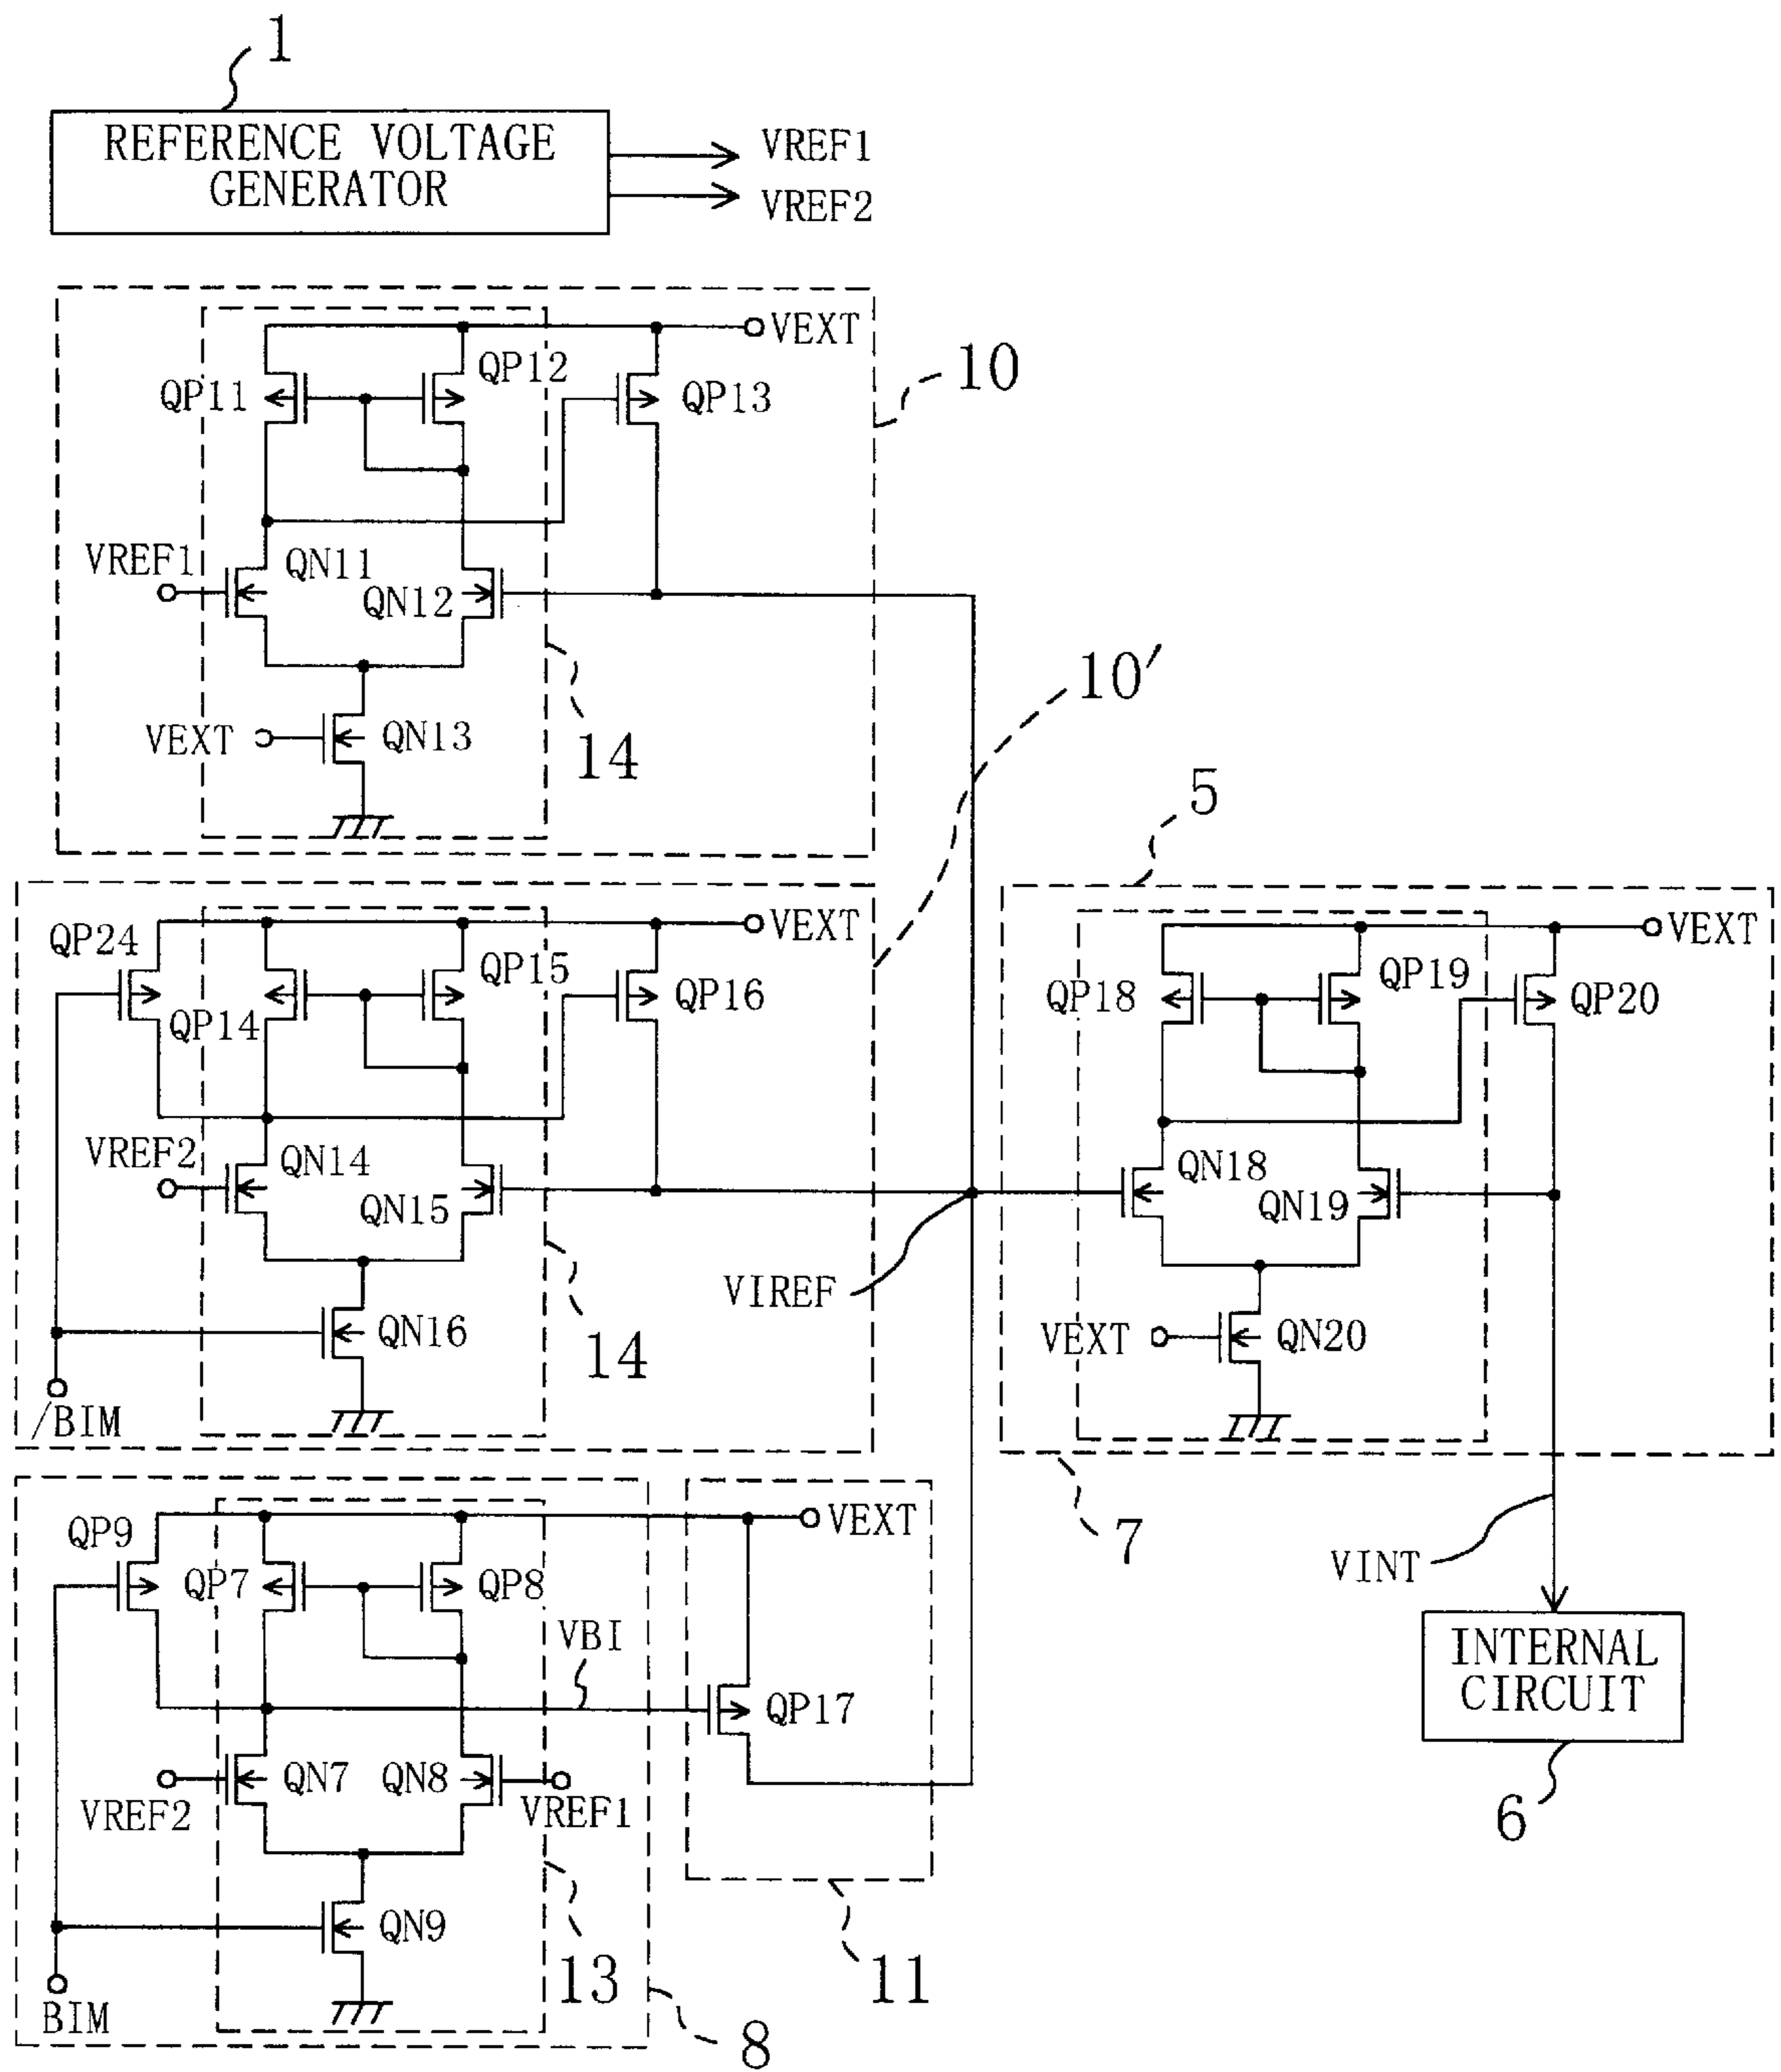 1
REFERENCE VOLTAGE
GENERATOR
VREF1
VREF2
VEXT
QP11
QP12
QP13
10
VREF1
QN11
QN12
10'
VEXT
QN13
14
5
QP24
VEXT
QP14
QP15
QP16
VEXT
QP18
QP19
QP20
VREF2
QN14
QN15
QN18
QN19
VIREF
QN16
14
VEXT
QN20
/BIM
QP9
QP7
QP8
VEXT
7
VINT
VBI
QP17
INTERNAL
CIRCUIT
VREF2
QN7
QN8
VREF1
6
QN9
13
11
BIM
8